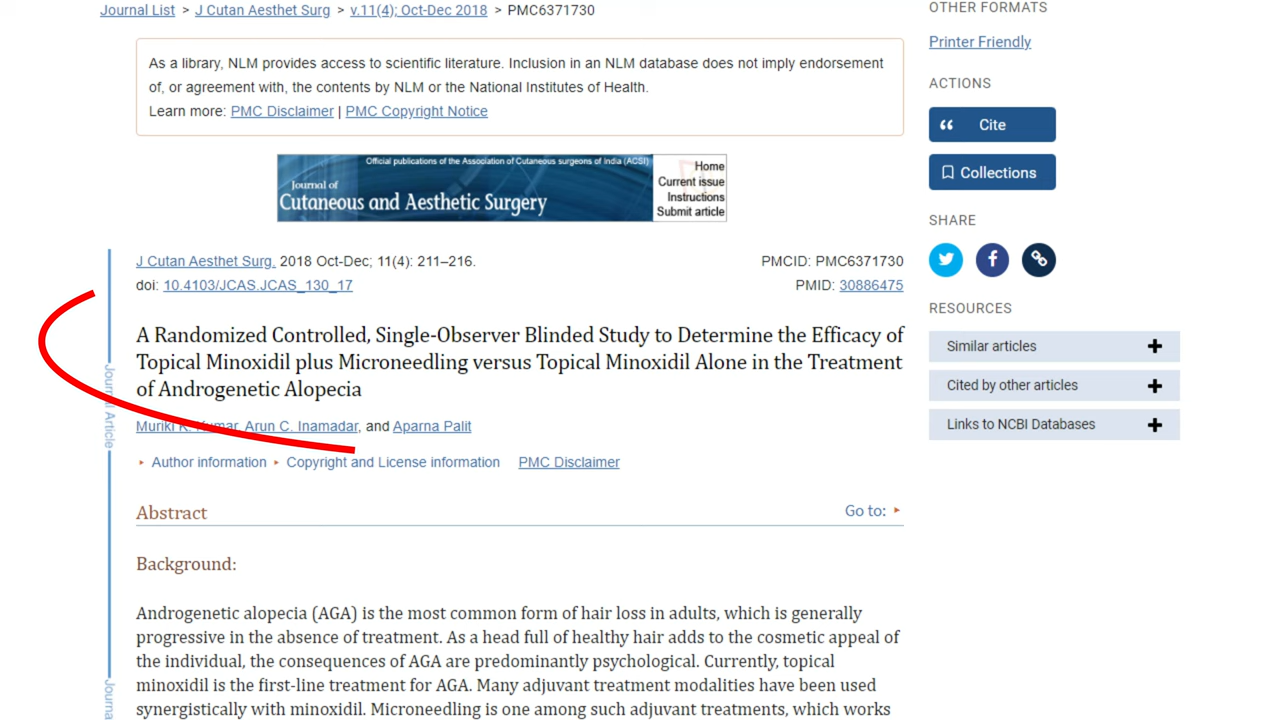 Journal List > J Cutan Aesthet Surg > v.11(4); Oct-Dec 2018 > PMC6371730
As a library, NLM provides access to scientific literature. Inclusion in an NLM database does not imply endorsement
of, or agreement with, the contents by NLM or the National Institutes of Health.
Learn more: PMC Disclaimer | PMC Copyright Notice
Official publications of the Association of Cutaneous surgeons of India (ACSI)
Journal of
Cutaneous and Aesthetic Surgery
Home
Current issue
Instructions
Submit article
J Cutan Aesthet Surg. 2018 Oct-Dec; 11(4): 211–216.
PMCID: PMC6371730
doi: 10.4103/JCAS.JCAS_130_17
PMID: 30886475
A Randomized Controlled, Single-Observer Blinded Study to Determine the Efficacy of
Topical Minoxidil plus Microneedling versus Topical Minoxidil Alone in the Treatment
of Androgenetic Alopecia
Muriki K. Kumar, Arun C. Inamadar, and Aparna Palit
▸ Author information ▸ Copyright and License information PMC Disclaimer
Abstract
Go to: ▸
Background:
Androgenetic alopecia (AGA) is the most common form of hair loss in adults, which is generally
progressive in the absence of treatment. As a head full of healthy hair adds to the cosmetic appeal of
the individual, the consequences of AGA are predominantly psychological. Currently, topical
minoxidil is the first-line treatment for AGA. Many adjuvant treatment modalities have been used
synergistically with minoxidil. Microneedling is one among such adjuvant treatments, which works
Journal Article
Journa
OTHER FORMATS
Printer Friendly
ACTIONS
Cite
Collections
SHARE
RESOURCES
Similar articles
Cited by other articles
Links to NCBI Databases